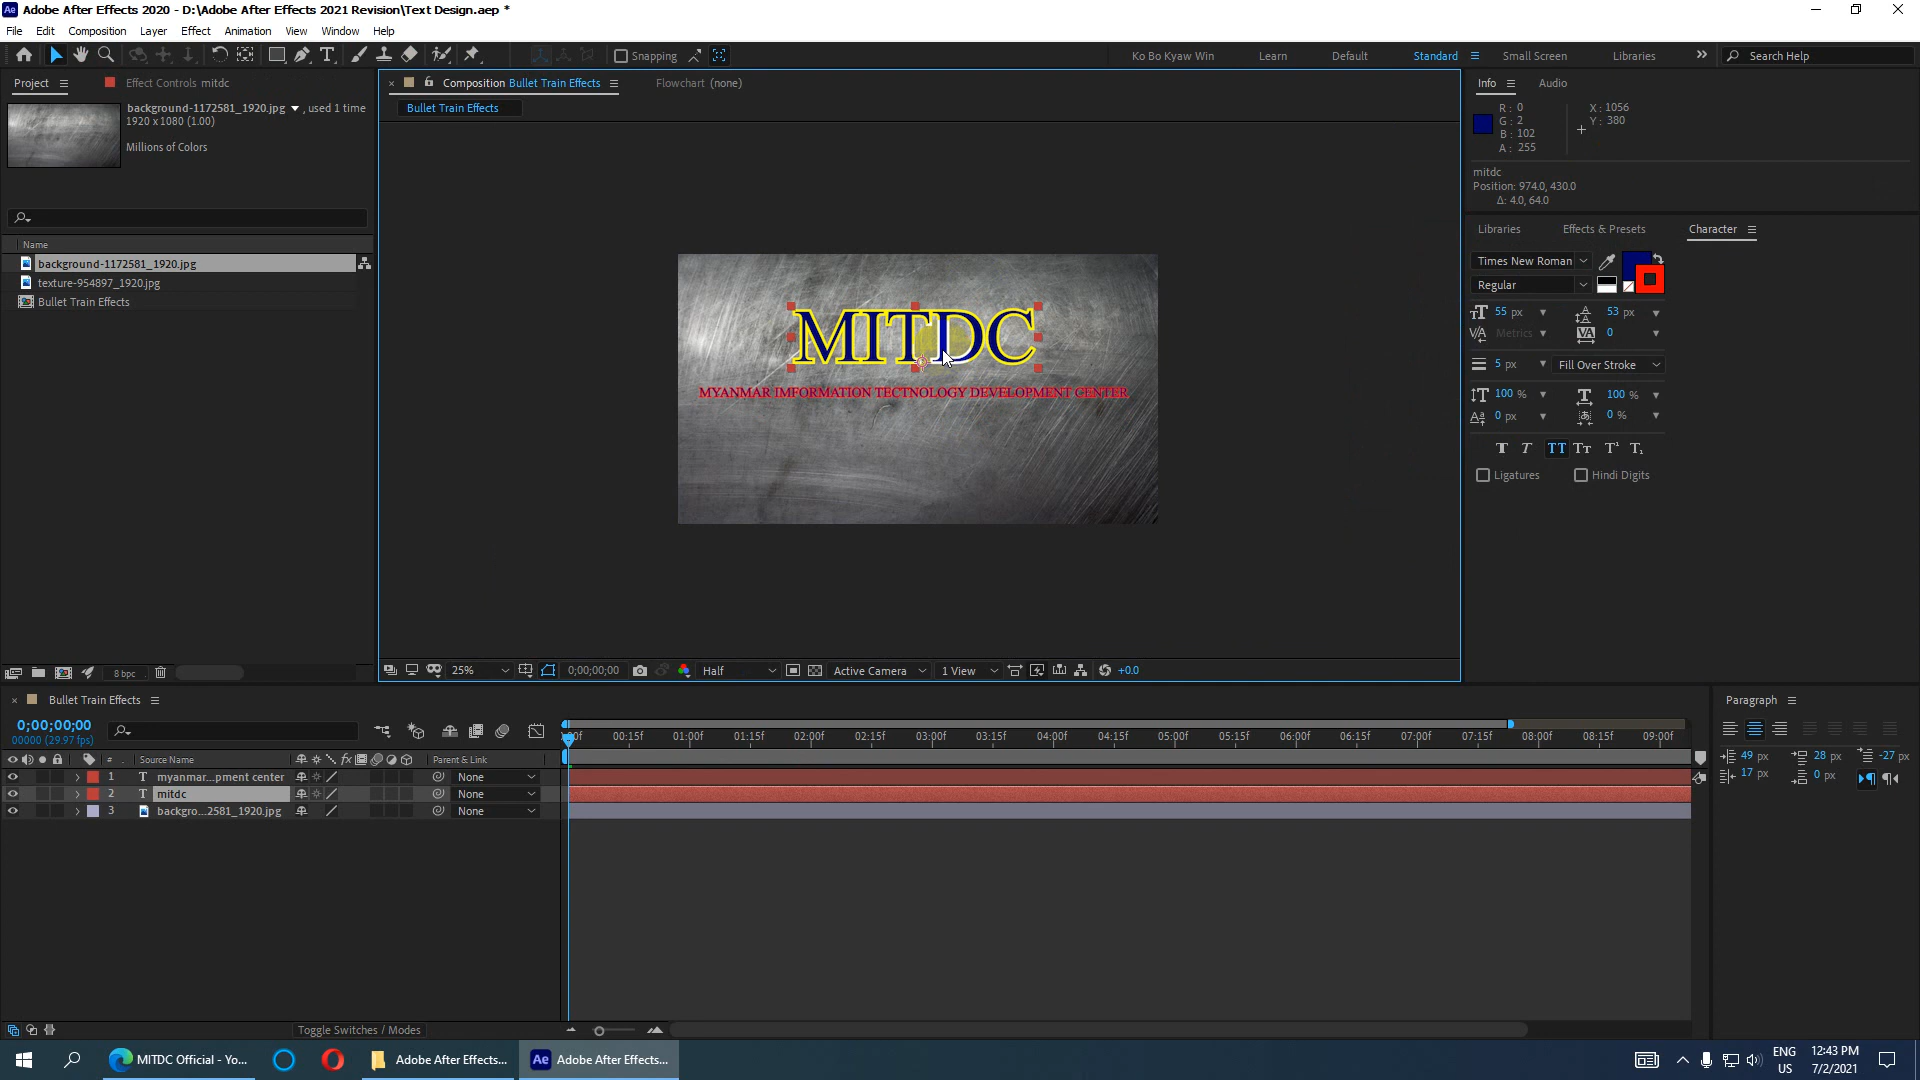 Adobe After Effects 2020 - D:\Adobe After Effects 2021 Revision\Text Design.aep *
File Edit Composition Layer Effect Animation View Window Help
Snapping Ko Bo Kyaw Win Learn Default Standard Small Screen Libraries Search Help
Project Effect Controls mitdc
background-1172581_1920.jpg , used 1 time
1920 x 1080 (1.00)
Millions of Colors
Name
background-1172581_1920.jpg
texture-954897_1920.jpg
Bullet Train Effects
8 bpc
Composition Bullet Train Effects Flowchart (none)
Bullet Train Effects
MITDC
MYANMAR IMFORMATION TECTNOLOGY DEVELOPMENT CENTER
25% 0;00;00;00 Half Active Camera 1 View +0.0
Info Audio
R: 0 X: 1056
G: 2 Y: 380
B: 102
A: 255
mitdc
Position: 974.0, 430.0
Δ: 4.0, 64.0
Libraries Effects & Presets Character
Times New Roman
Regular
55 px 53 px
Metrics 0
5 px Fill Over Stroke
100 % 100 %
0 px 0 %
Ligatures Hindi Digits
Bullet Train Effects
0;00;00;00
00000 (29.97 fps)
00f 00:15f 01:00f 01:15f 02:00f 02:15f 03:00f 03:15f 04:00f 04:15f 05:00f 05:15f 06:00f 06:15f 07:00f 07:15f 08:00f 08:15f 09:00f
# Source Name fx Parent & Link
1 T myanmar...pment center None
2 T mitdc None
3 backgro...2581_1920.jpg None
Toggle Switches / Modes
Paragraph
49 px 28 px -27 px
17 px 0 px
MITDC Official - Yo... Adobe After Effects... Ae Adobe After Effects...
ENG
US
12:43 PM
7/2/2021